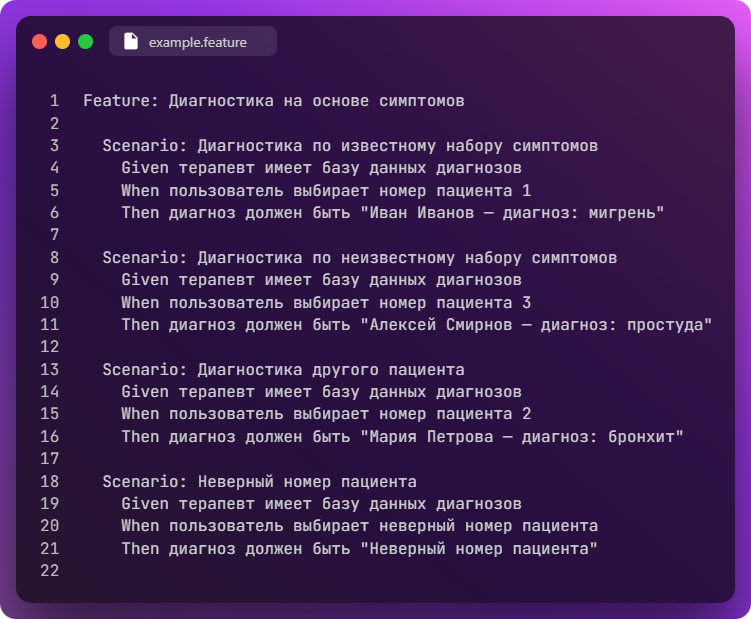 example.feature
1 Feature: Диагностика на основе симптомов
2
3 Scenario: Диагностика по известному набору симптомов
4 Given терапевт имеет базу данных диагнозов
5 When пользователь выбирает номер пациента 1
6 Then диагноз должен быть "Иван Иванов — диагноз: мигрень"
7
8 Scenario: Диагностика по неизвестному набору симптомов
9 Given терапевт имеет базу данных диагнозов
10 When пользователь выбирает номер пациента 3
11 Then диагноз должен быть "Алексей Смирнов — диагноз: простуда"
12
13 Scenario: Диагностика другого пациента
14 Given терапевт имеет базу данных диагнозов
15 When пользователь выбирает номер пациента 2
16 Then диагноз должен быть "Мария Петрова — диагноз: бронхит"
17
18 Scenario: Неверный номер пациента
19 Given терапевт имеет базу данных диагнозов
20 When пользователь выбирает неверный номер пациента
21 Then диагноз должен быть "Неверный номер пациента"
22